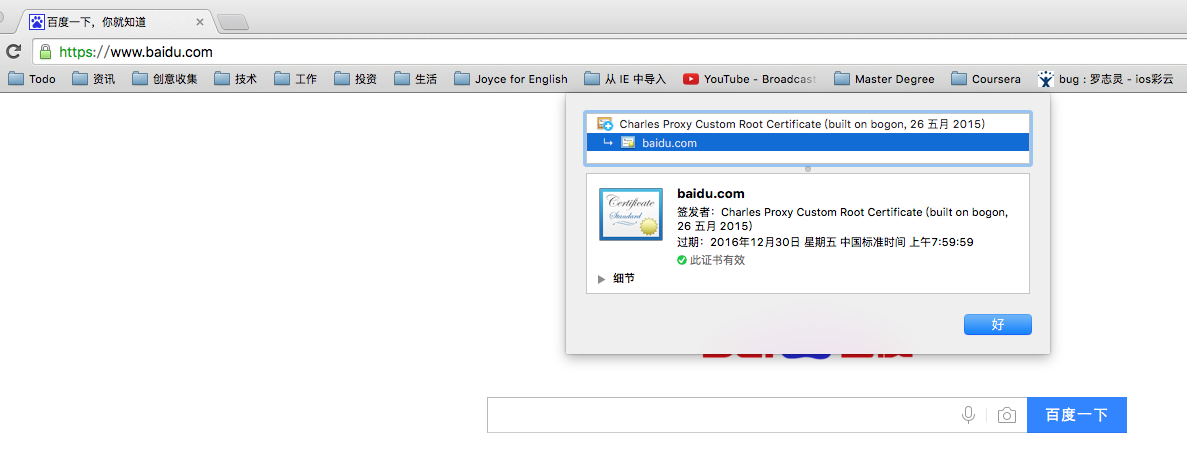 百度一下，你就知道
https://www.baidu.com
Todo 资讯 创意收集 技术 工作 投资 生活 Joyce for English 从 IE 中导入 YouTube - Broadcast Master Degree Coursera bug : 罗志灵 - ios彩云
Charles Proxy Custom Root Certificate (built on bogon, 26 五月 2015)
baidu.com
Certificate
Standard
baidu.com
签发者：Charles Proxy Custom Root Certificate (built on bogon,
26 五月 2015)
过期：2016年12月30日 星期五 中国标准时间 上午7:59:59
此证书有效
细节
好
百度一下